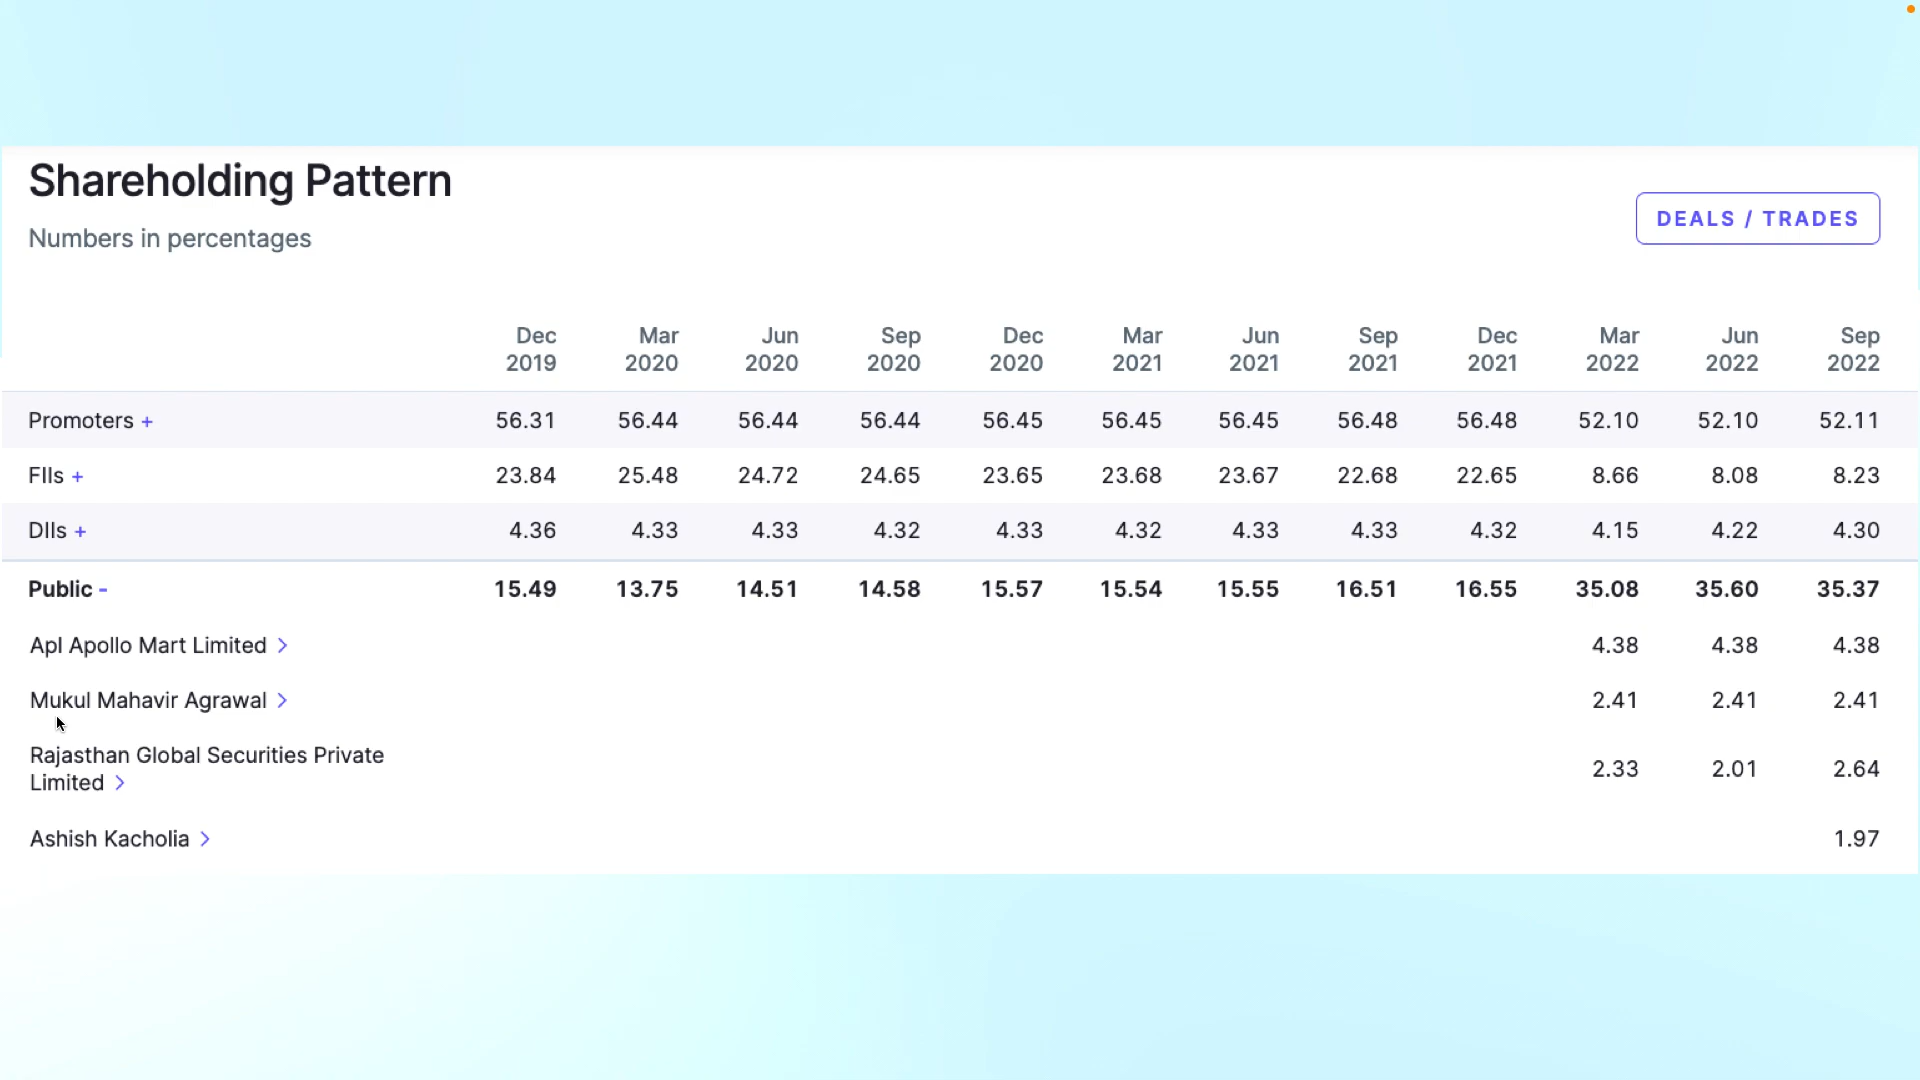 Shareholding Pattern
Numbers in percentages
DEALS / TRADES
Dec Mar Jun Sep Dec Mar Jun Sep Dec Mar Jun Sep
2019 2020 2020 2020 2020 2021 2021 2021 2021 2022 2022 2022
Promoters + 56.31 56.44 56.44 56.44 56.45 56.45 56.45 56.48 56.48 52.10 52.10 52.11
FIIs + 23.84 25.48 24.72 24.65 23.65 23.68 23.67 22.68 22.65 8.66 8.08 8.23
DIIs + 4.36 4.33 4.33 4.32 4.33 4.32 4.33 4.33 4.32 4.15 4.22 4.30
Public - 15.49 13.75 14.51 14.58 15.57 15.54 15.55 16.51 16.55 35.08 35.60 35.37
Apl Apollo Mart Limited > 4.38 4.38 4.38
Mukul Mahavir Agrawal > 2.41 2.41 2.41
Rajasthan Global Securities Private
Limited > 2.33 2.01 2.64
Ashish Kacholia > 1.97